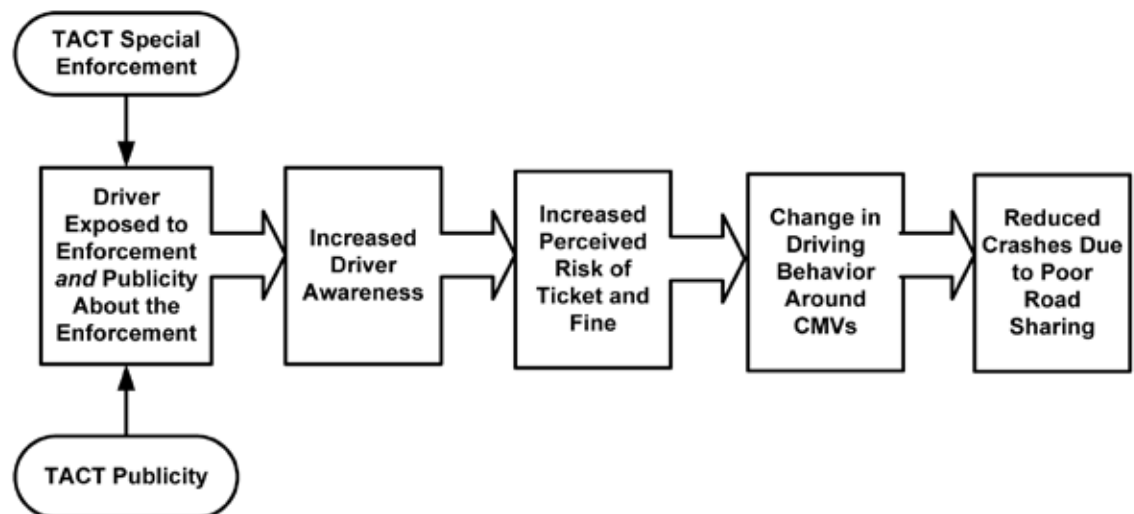 TACT Special
Enforcement
Driver
Exposed to
Enforcement
and Publicity
About the
Enforcement
Increased
Driver
Awareness
Increased
Perceived
Risk of
Ticket and
Fine
Change in
Driving
Behavior
Around
CMVs
Reduced
Crashes Due
to Poor
Road
Sharing
TACT Publicity